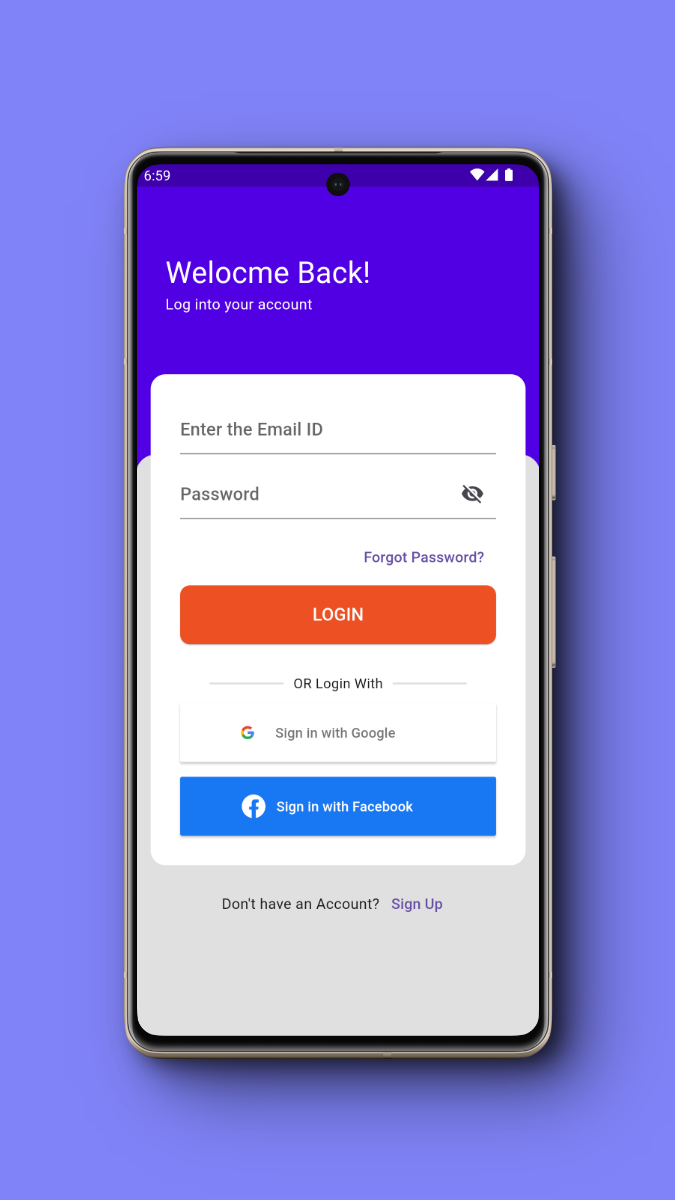 6:59
Welocme Back!
Log into your account
Enter the Email ID
Password
Forgot Password?
LOGIN
OR Login With
Sign in with Google
Sign in with Facebook
Don't have an Account? Sign Up